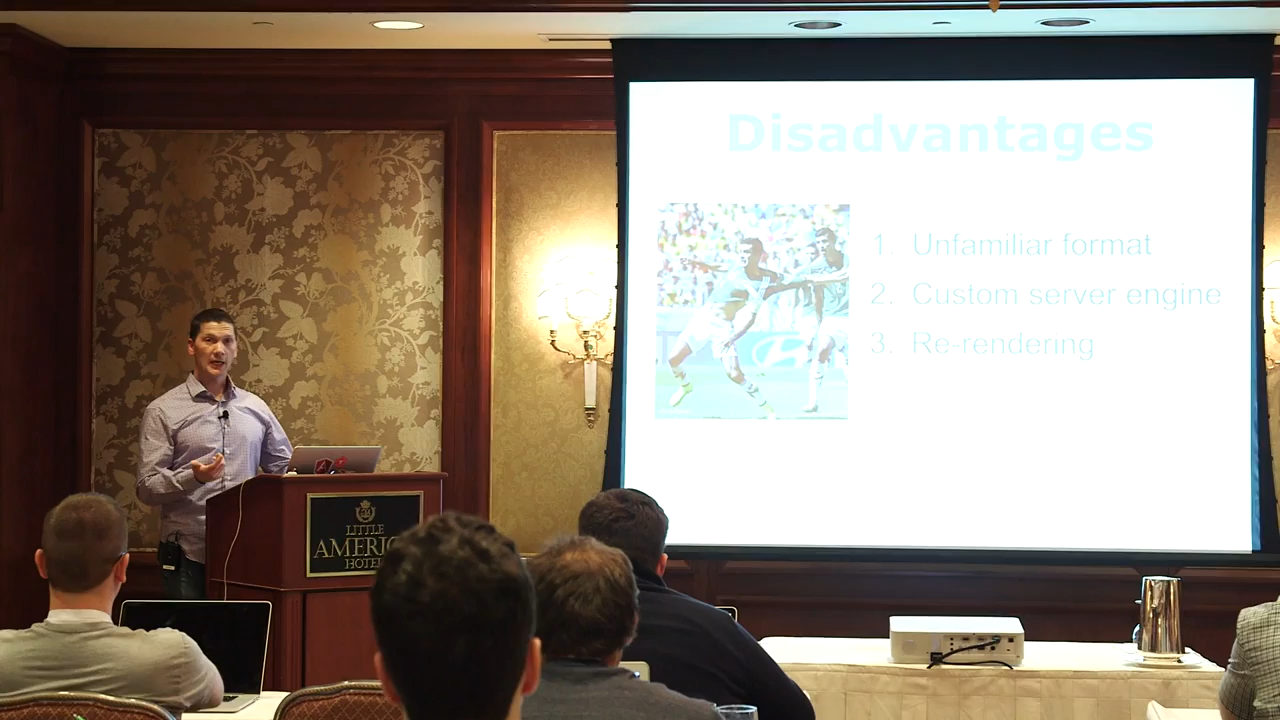 Disadvantages
1. Unfamiliar format
2. Custom server engine
3. Re-rendering
LITTLE
AMERIC
HOTEL